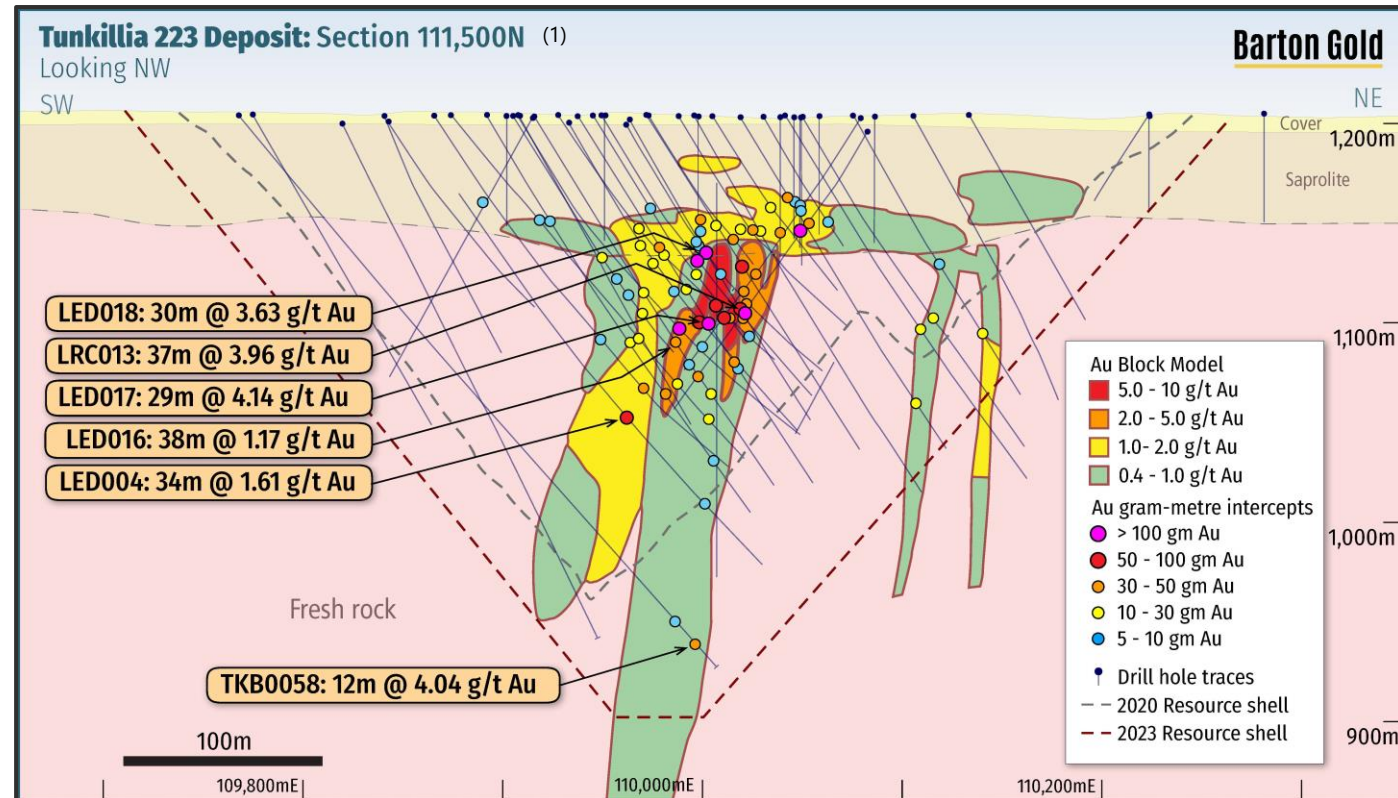 Tunkillia 223 Deposit: Section 111,500N (1)
Barton Gold
Looking NW
SW
NE
Cover
1,200m
Saprolite
LED018: 30m @ 3.63 g/t Au
LRC013: 37m @ 3.96 g/t Au
LED017: 29m @ 4.14 g/t Au
LED016: 38m @ 1.17 g/t Au
LED004: 34m @ 1.61 g/t Au
1,100m
Au Block Model
5.0 - 10 g/t Au
2.0 - 5.0 g/t Au
1.0- 2.0 g/t Au
0.4 - 1.0 g/t Au
Au gram-metre intercepts
> 100 gm Au
50 - 100 gm Au
30 - 50 gm Au
10 - 30 gm Au
5 - 10 gm Au
Drill hole traces
2020 Resource shell
2023 Resource shell
1,000m
Fresh rock
TKB0058: 12m @ 4.04 g/t Au
900m
100m
109,800mE
110,000mE
110,200mE